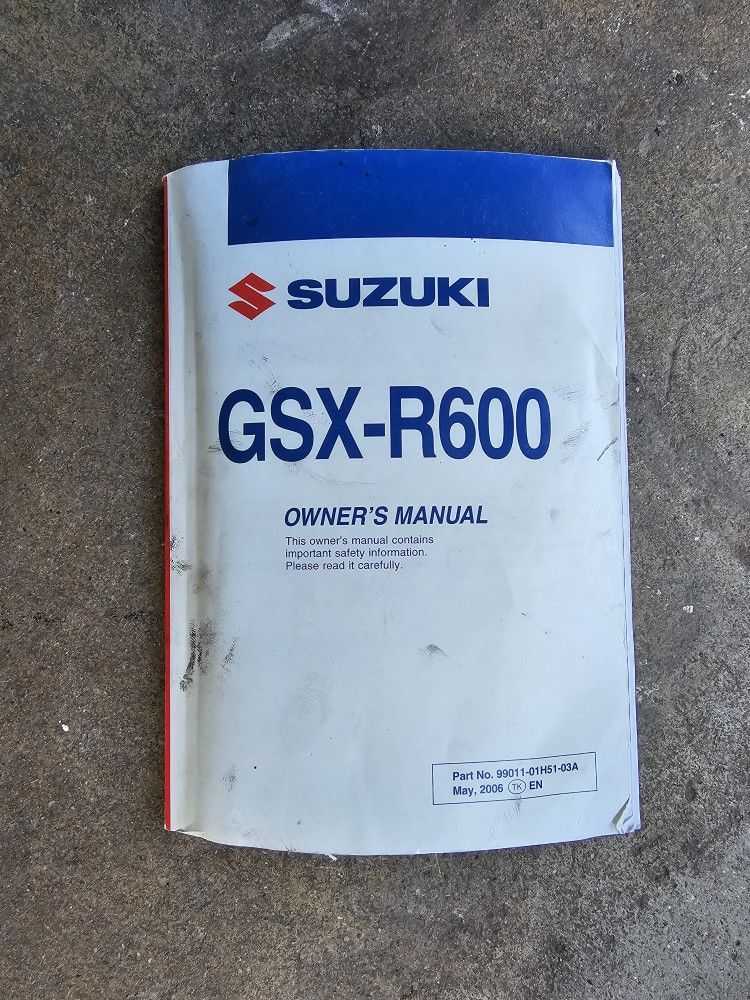 SUZUKI
GSX-R600
OWNER'S MANUAL
This owner's manual contains
important safety information.
Please read it carefully.
Part No. 99011-01H51-03A
May, 2006 TK EN